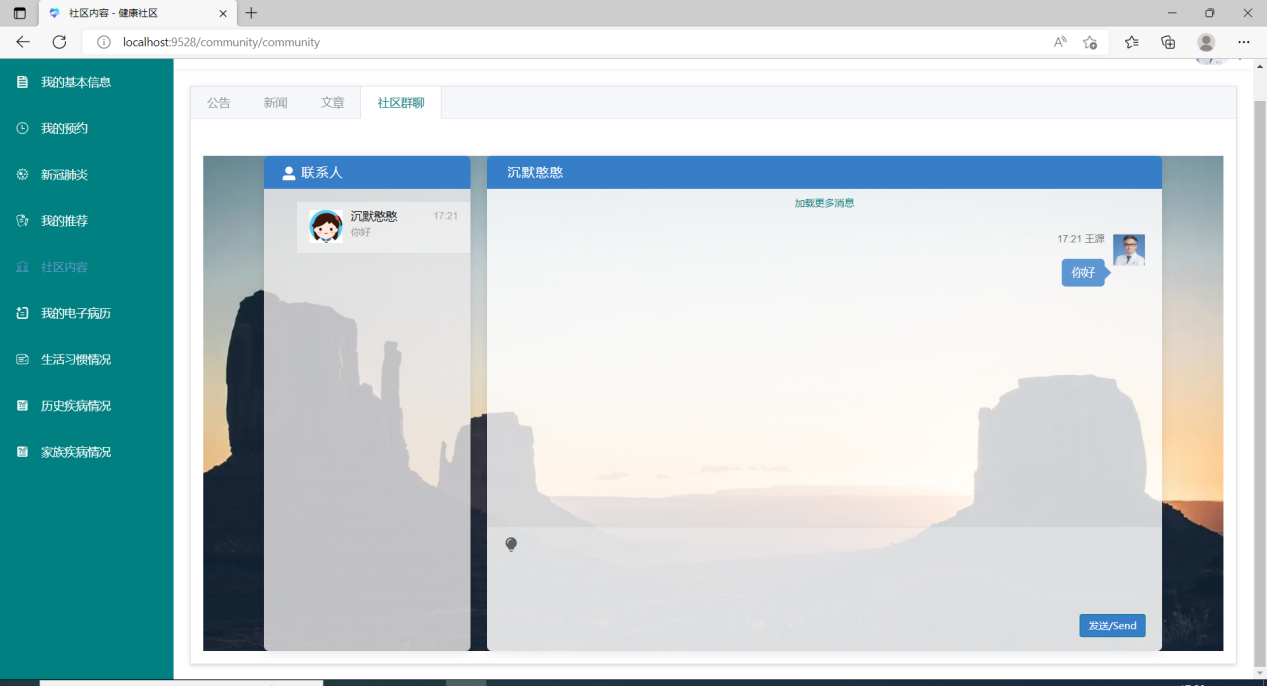 社区内容 - 健康社区
localhost:9528/community/community
我的基本信息
我的预约
新冠肺炎
我的推荐
社区内容
我的电子病历
生活习惯情况
历史疾病情况
家族疾病情况
公告 新闻 文章 社区群聊
联系人
沉默憨憨 17:21
你好
沉默憨憨
加载更多消息
17:21 王源
你好
发送/Send